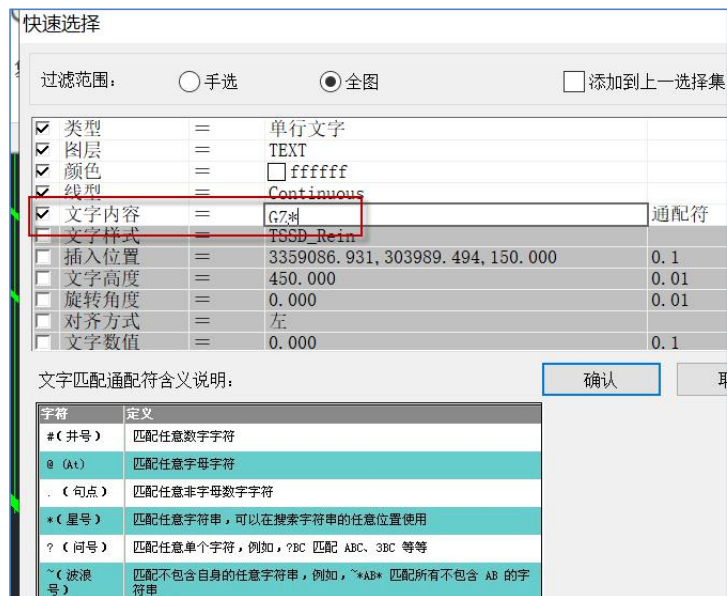 快速选择
过滤范围： 手选 全图 添加到上一选择集
类型 = 单行文字
图层 = TEXT
颜色 = ffffff
线型 Continuous
文字内容 = GZ* 通配符
文字样式 = TSSD_Rein
插入位置 = 3359086.931,303989.494,150.000 0.1
文字高度 = 450.000 0.01
旋转角度 = 0.000 0.01
对齐方式 = 左
文字数值 = 0.000 0.1
文字匹配通配符含义说明： 确认
字符 定义
#(井号) 匹配任意数字字符
@ (At) 匹配任意字母字符
. (句点) 匹配任意非字母数字字符
*(星号) 匹配任意字符串，可以在搜索字符串的任意位置使用
? (问号) 匹配任意单个字符，例如，?BC 匹配 ABC、3BC 等等
~(波浪号) 匹配不包含自身的任意字符串，例如，~*AB* 匹配所有不包含 AB 的字符串